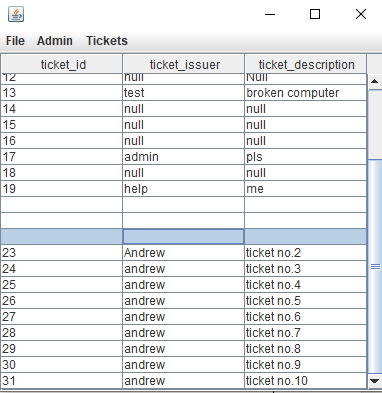 File Admin Tickets
ticket_id ticket_issuer ticket_description
12 null Null
13 test broken computer
14 null null
15 null null
16 null null
17 admin pls
18 null null
19 help me
23 Andrew ticket no.2
24 andrew ticket no.3
25 andrew ticket no.4
26 andrew ticket no.5
27 andrew ticket no.6
28 andrew ticket no.7
29 andrew ticket no.8
30 andrew ticket no.9
31 andrew ticket no.10